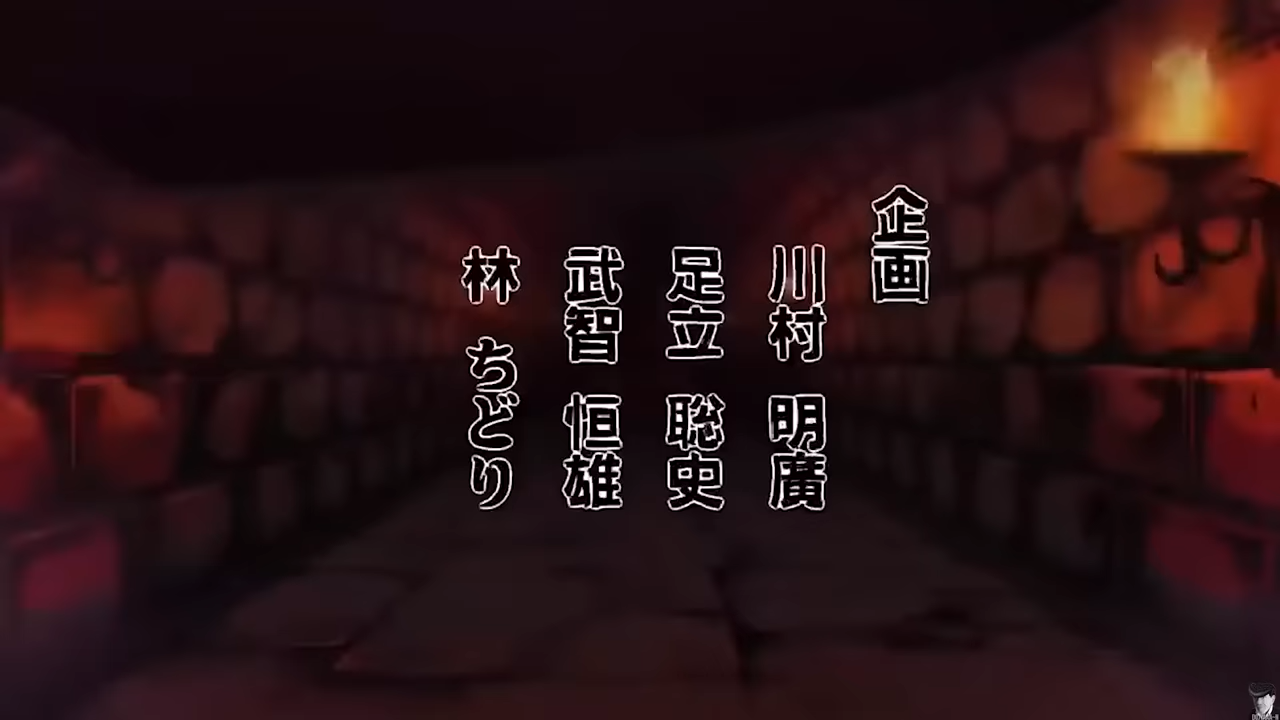 企画
川村 明廣
足立 聡史
武智 恒雄
林 ちどり